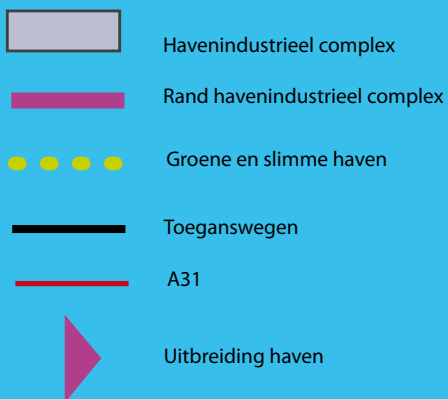 Havenindustrieel complex
Rand havenindustrieel complex
Groene en slimme haven
Toeganswegen
A31
Uitbreiding haven